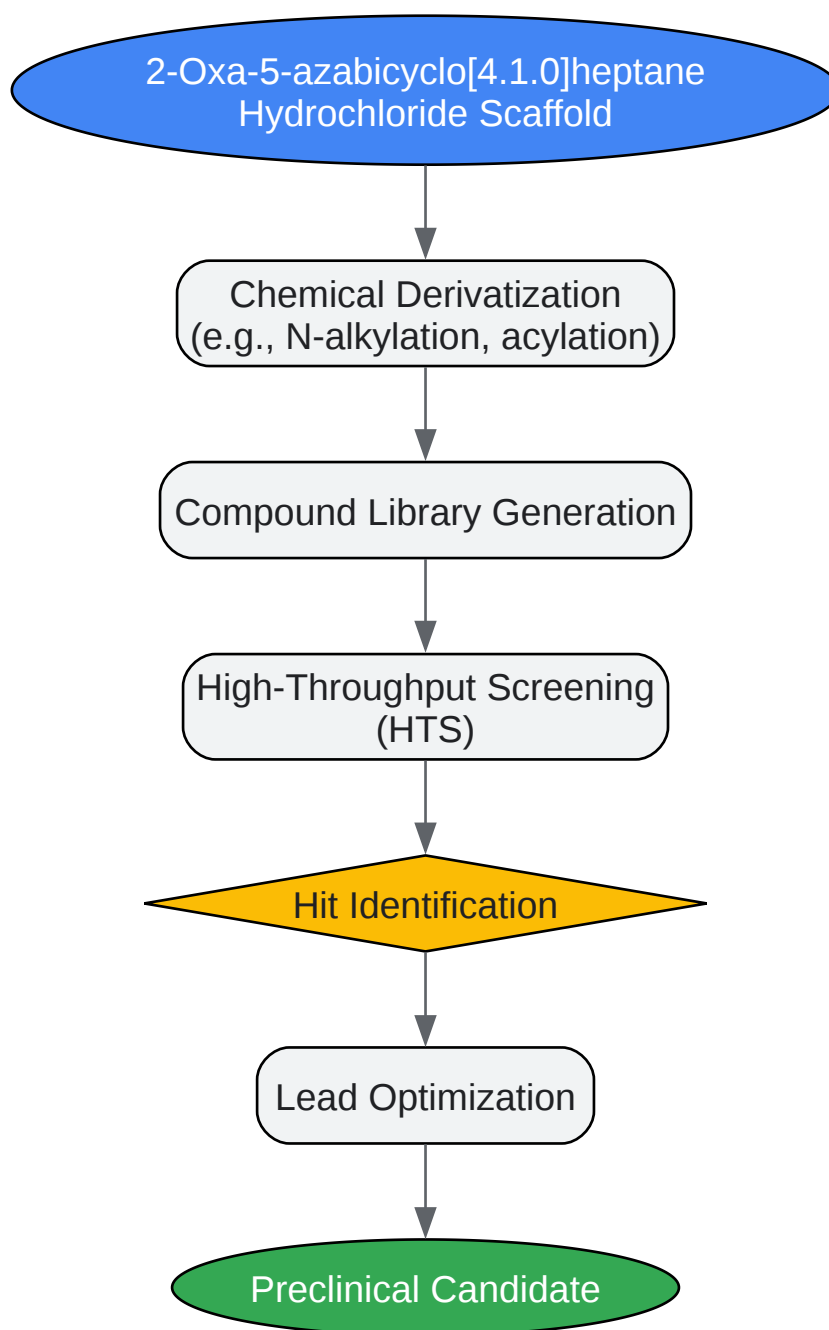 2-Oxa-5-azabicyclo[4.1.0]heptane
Hydrochloride Scaffold
Chemical Derivatization
(e.g., N-alkylation, acylation)
Compound Library Generation
High-Throughput Screening
(HTS)
Hit Identification
Lead Optimization
Preclinical Candidate